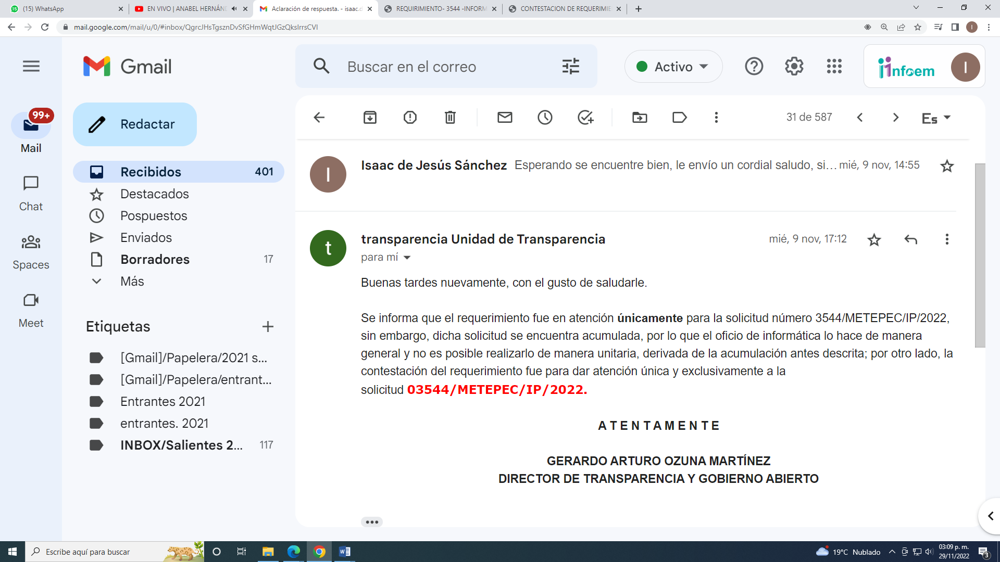 (15) WhatsApp
EN VIVO | ANABEL HERNÁN
Aclaración de respuesta. - isaac.d
REQUIRIMIENTO- 3544 -INFORM
CONTESTACION DE REQUERIMIE
mail.google.com/mail/u/0/#inbox/QgrcJHsTgsznDvSfGHmWqtJGzQksIrrsCVl
Gmail
Buscar en el correo
Activo
infoem
I
99+
Mail
Chat
Spaces
Meet
Redactar
Recibidos 401
Destacados
Pospuestos
Enviados
Borradores 17
Más
Etiquetas
[Gmail]/Papelera/2021 s...
[Gmail]/Papelera/entrant...
Entrantes 2021
entrantes. 2021
INBOX/Salientes 2... 117
31 de 587
Es
I
Isaac de Jesús Sánchez Esperando se encuentre bien, le envío un cordial saludo, si... mié, 9 nov, 14:55
t
transparencia Unidad de Transparencia mié, 9 nov, 17:12
para mí
Buenas tardes nuevamente, con el gusto de saludarle.
Se informa que el requerimiento fue en atención únicamente para la solicitud número 3544/METEPEC/IP/2022,
sin embargo, dicha solicitud se encuentra acumulada, por lo que el oficio de informática lo hace de manera
general y no es posible realizarlo de manera unitaria, derivada de la acumulación antes descrita; por otro lado, la
contestación del requerimiento fue para dar atención única y exclusivamente a la
solicitud 03544/METEPEC/IP/2022.
A T E N T A M E N T E
GERARDO ARTURO OZUNA MARTÍNEZ
DIRECTOR DE TRANSPARENCIA Y GOBIERNO ABIERTO
Escribe aquí para buscar
19°C Nublado
03:09 p. m.
29/11/2022
3